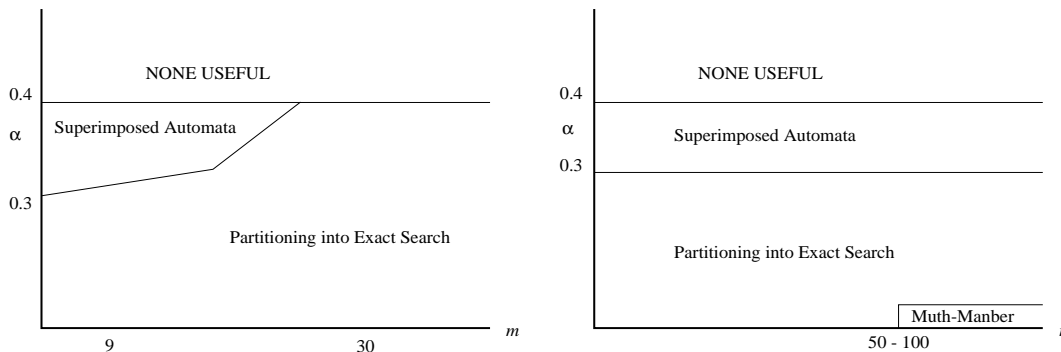 NONE USEFUL
0.4
Superimposed Automata
α
0.3
Partitioning into Exact Search
m
9
30
NONE USEFUL
0.4
α
Superimposed Automata
0.3
Partitioning into Exact Search
Muth-Manber
50 - 100